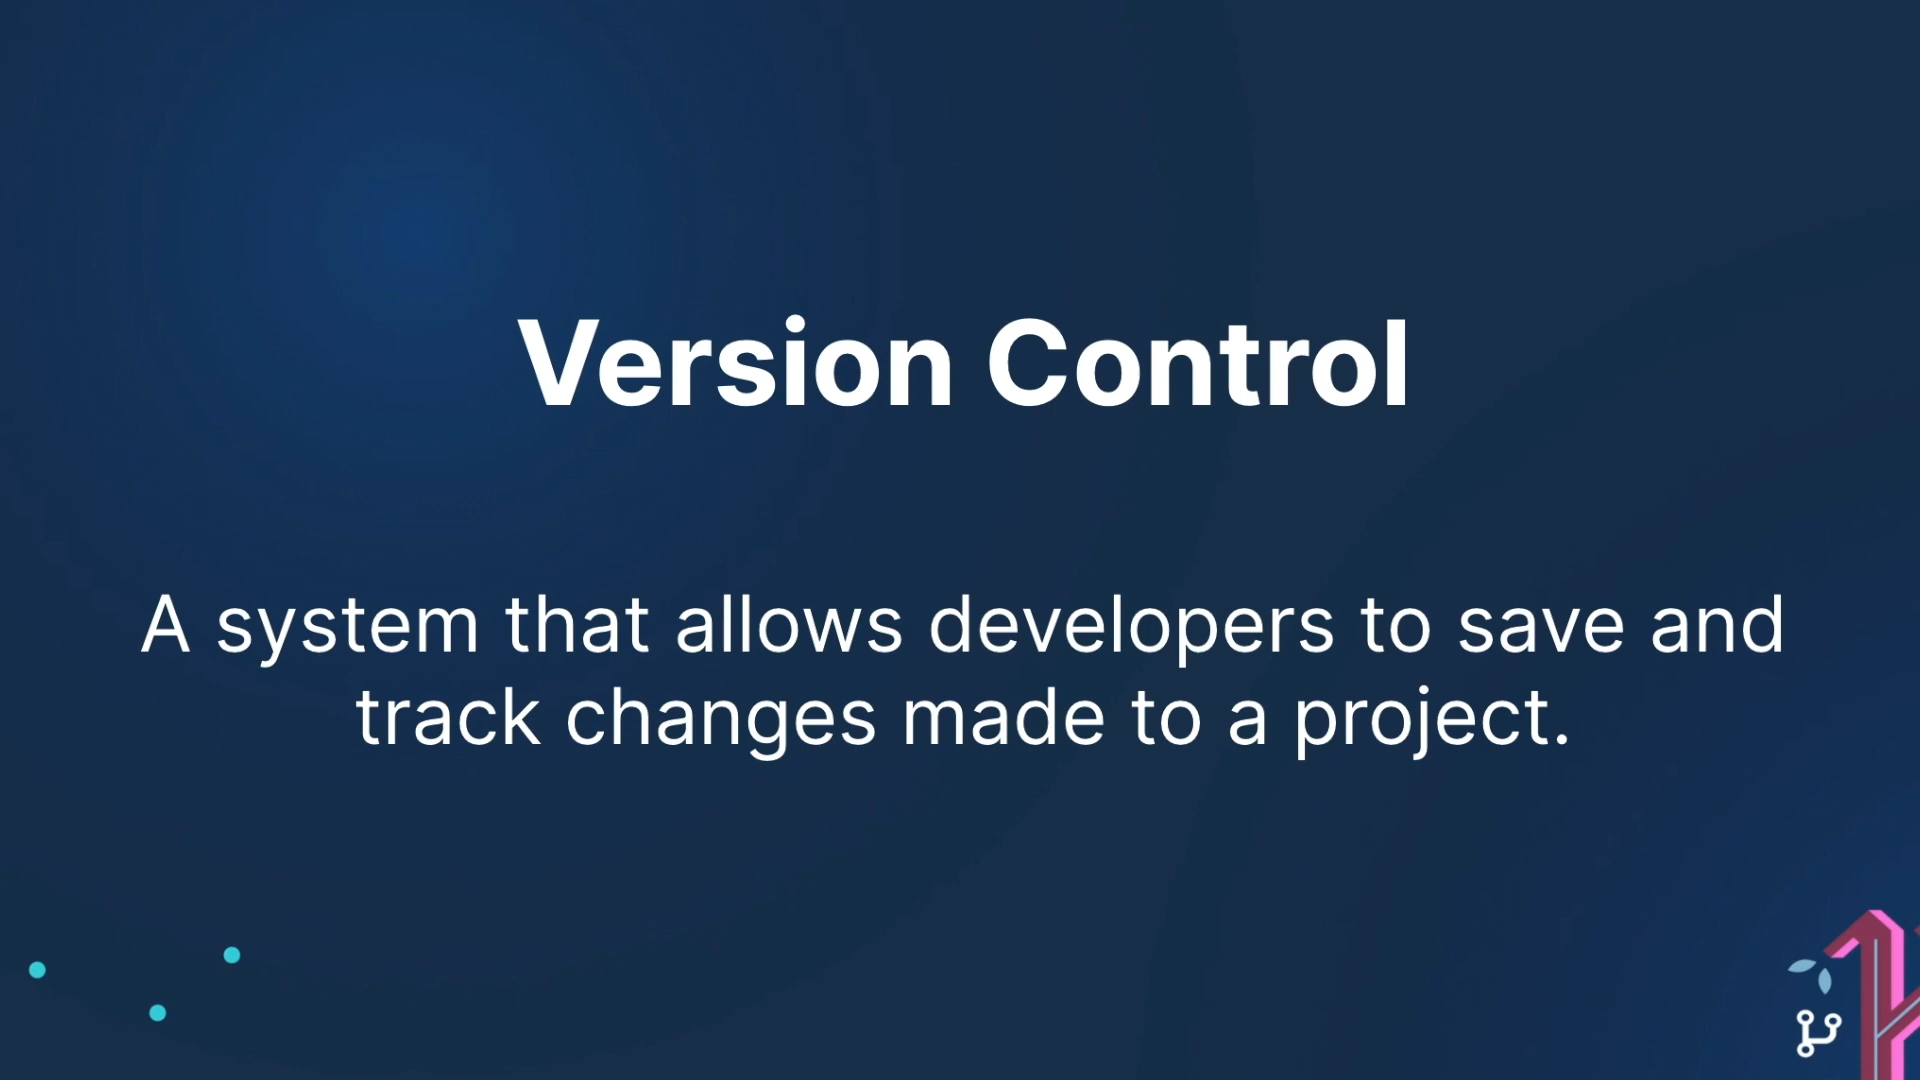 Version Control
A system that allows developers to save and
track changes made to a project.